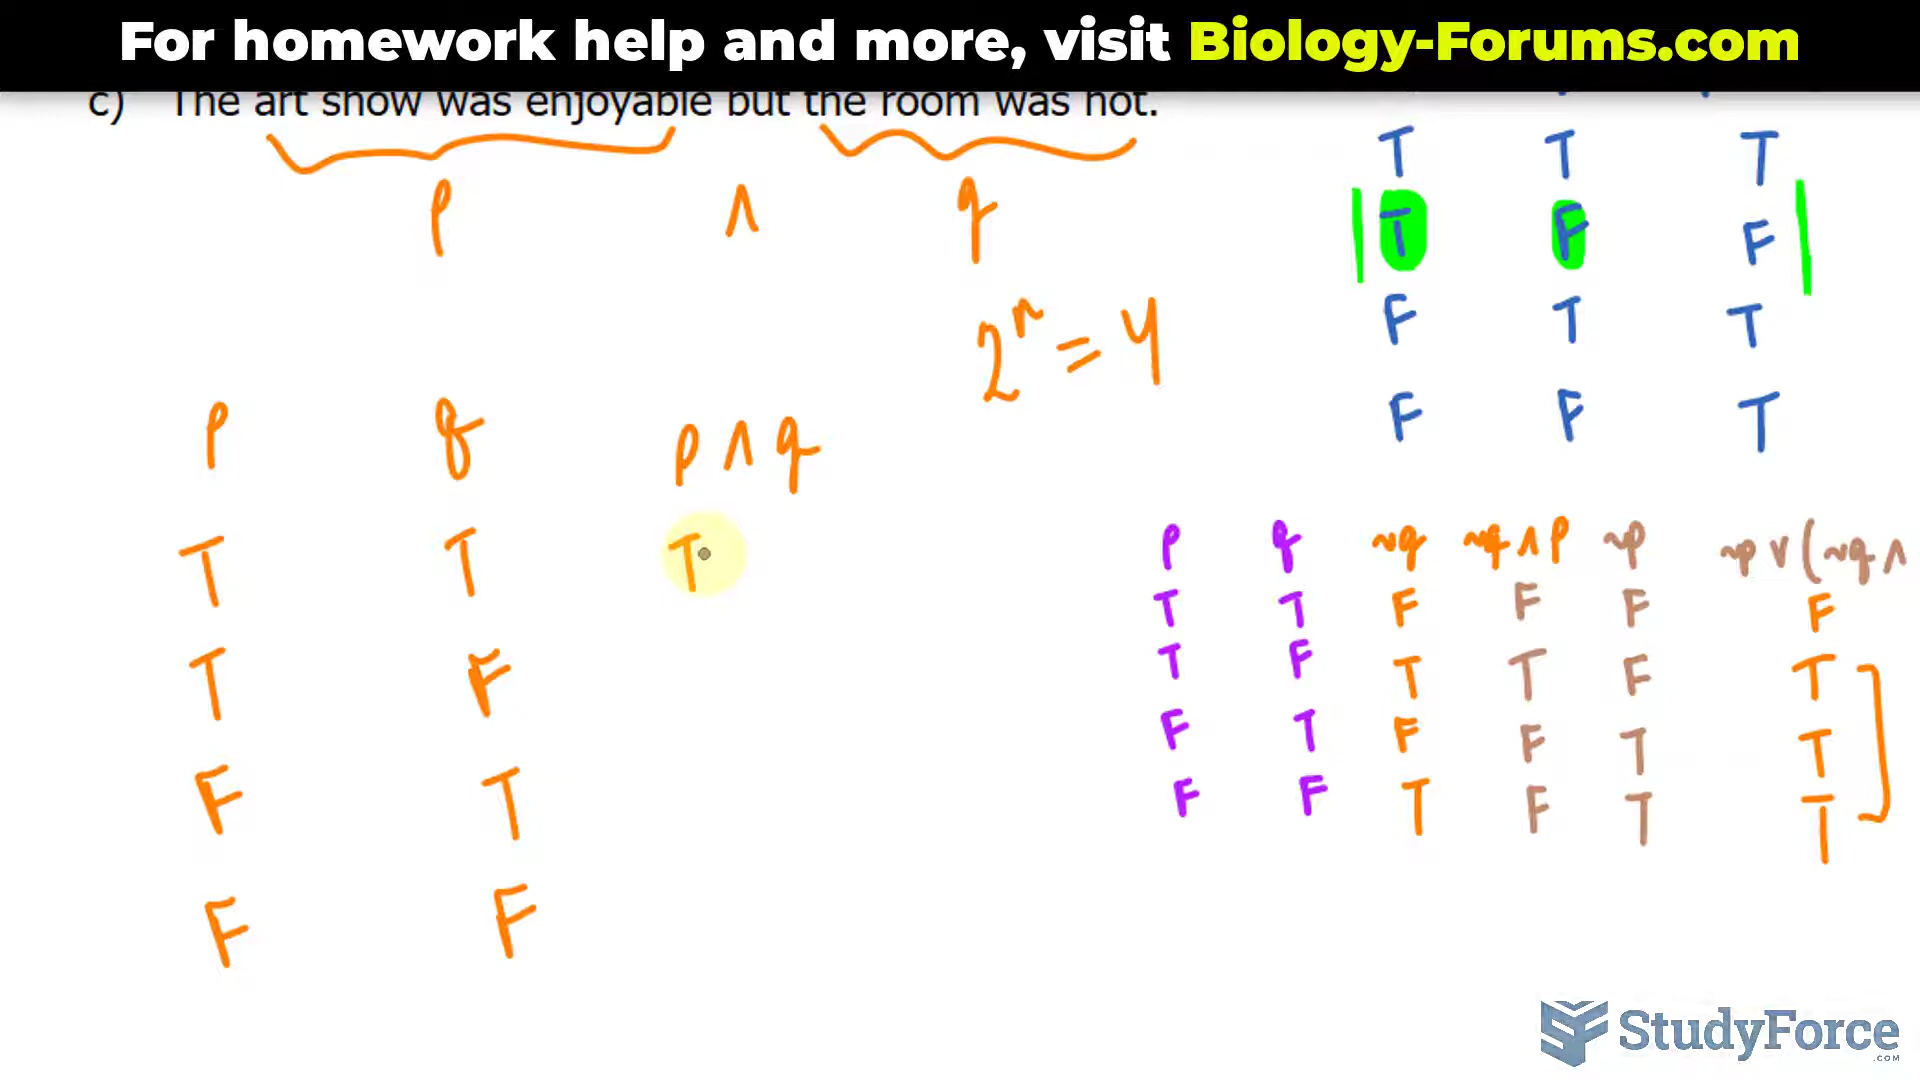 For homework help and more, visit Biology-Forums.com
c) The art show was enjoyable but the room was hot.
p ∧ q
2ⁿ = 4
p q p ∧ q
T T T
T F
F T
F F
T T T
T F F
F T T
F F T
p q ~q ~q ∧ p ~p ~p ∨ (~q ∧
T T F F F F
T F T T F T
F T F F T T
F F T F T T
StudyForce
.COM